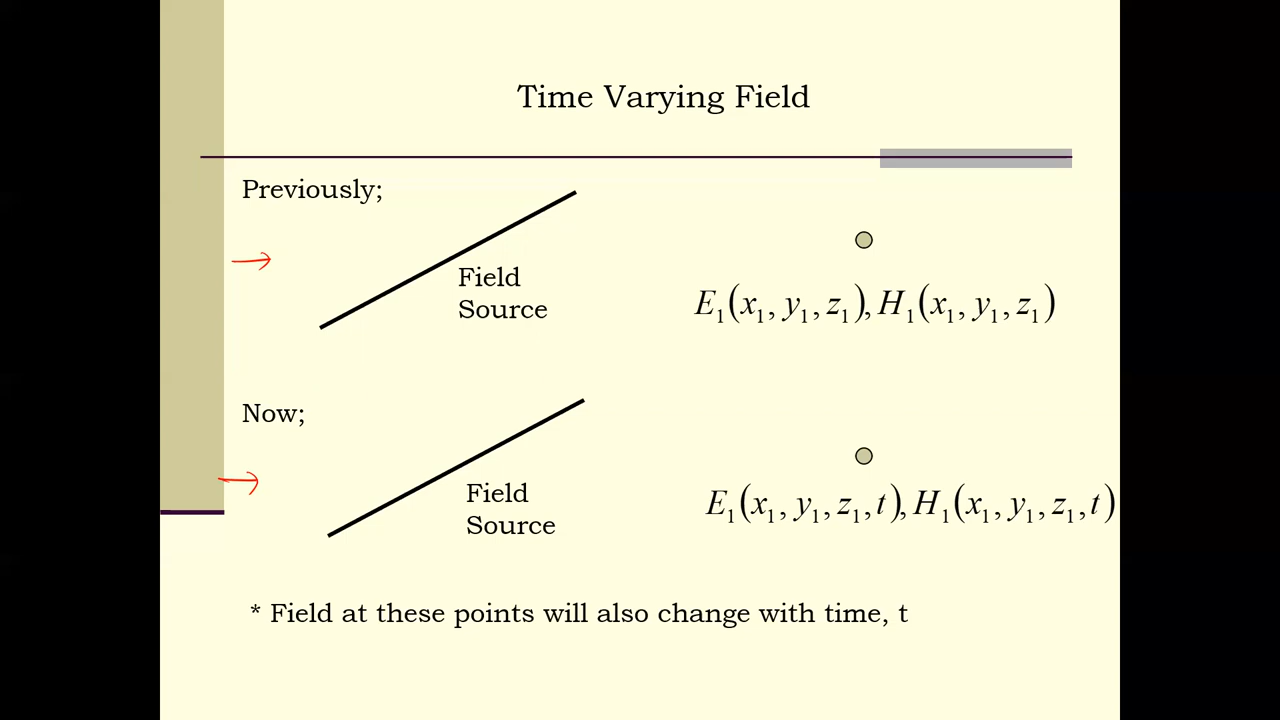 Time Varying Field
Previously;
Field
Source
E₁(x₁, y₁, z₁), H₁(x₁, y₁, z₁)
Now;
Field
Source
E₁(x₁, y₁, z₁, t), H₁(x₁, y₁, z₁, t)
* Field at these points will also change with time, t